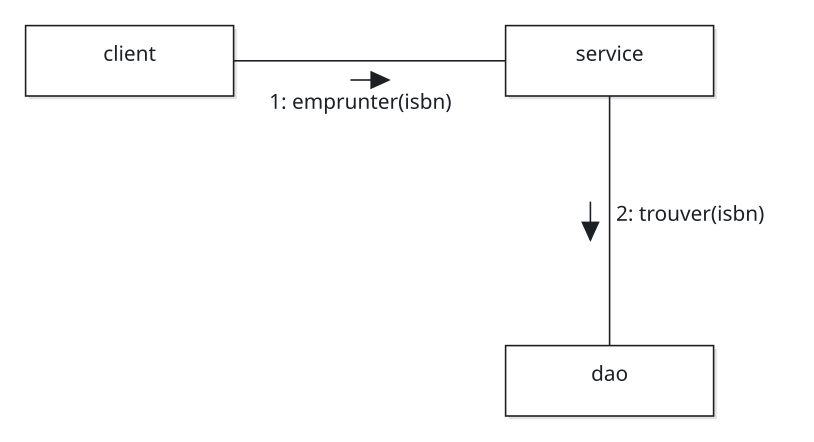 client
service
1: emprunter(isbn)
2: trouver(isbn)
dao